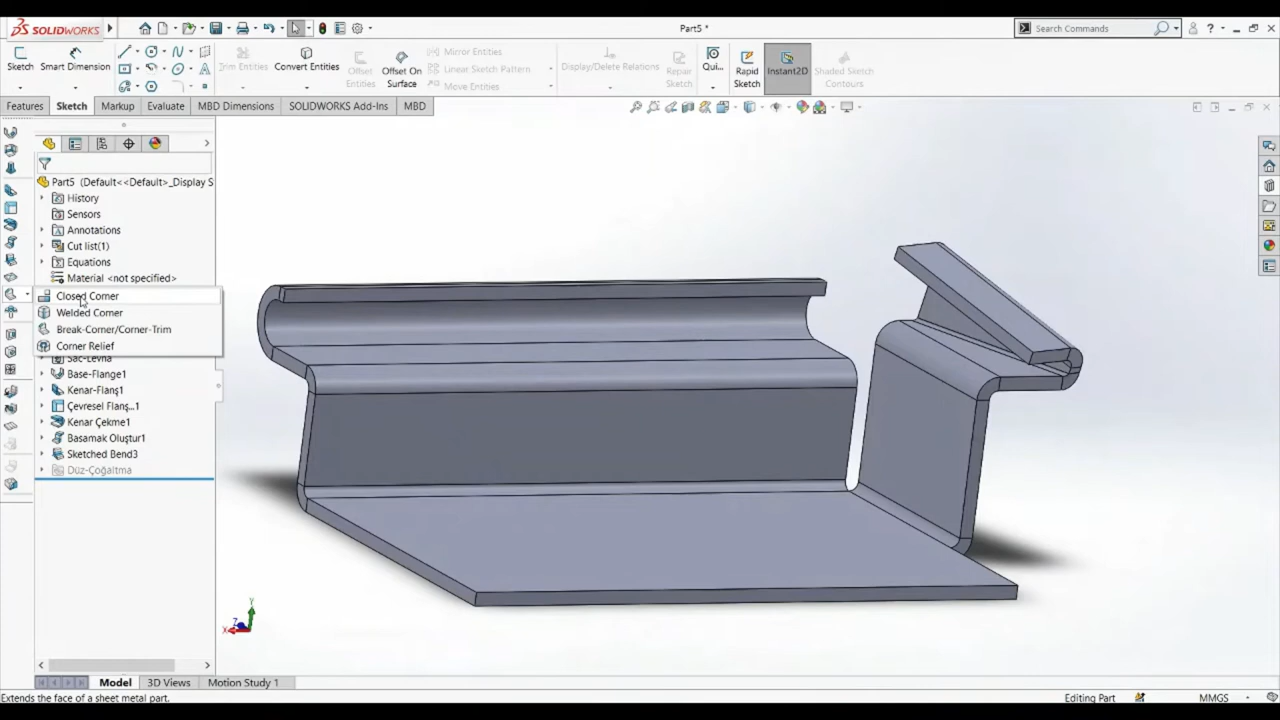 SOLIDWORKS
Part5 *
Search Commands
Sketch
Smart Dimension
Trim Entities
Convert Entities
Offset Entities
Offset On Surface
Mirror Entities
Linear Sketch Pattern
Move Entities
Display/Delete Relations
Repair Sketch
Qui...
Rapid Sketch
Instant2D
Shaded Sketch Contours
Features
Sketch
Markup
Evaluate
MBD Dimensions
SOLIDWORKS Add-Ins
MBD
Part5 (Default<<Default>_Display S
History
Sensors
Annotations
Cut list(1)
Equations
Material <not specified>
Closed Corner
Welded Corner
Break-Corner/Corner-Trim
Corner Relief
Sac-Levha
Base-Flange1
Kenar-Flanş1
Çevresel Flanş...1
Kenar Çekme1
Basamak Oluştur1
Sketched Bend3
Düz-Çoğaltma
Y
Z
X
Model
3D Views
Motion Study 1
Extends the face of a sheet metal part.
Editing Part
MMGS